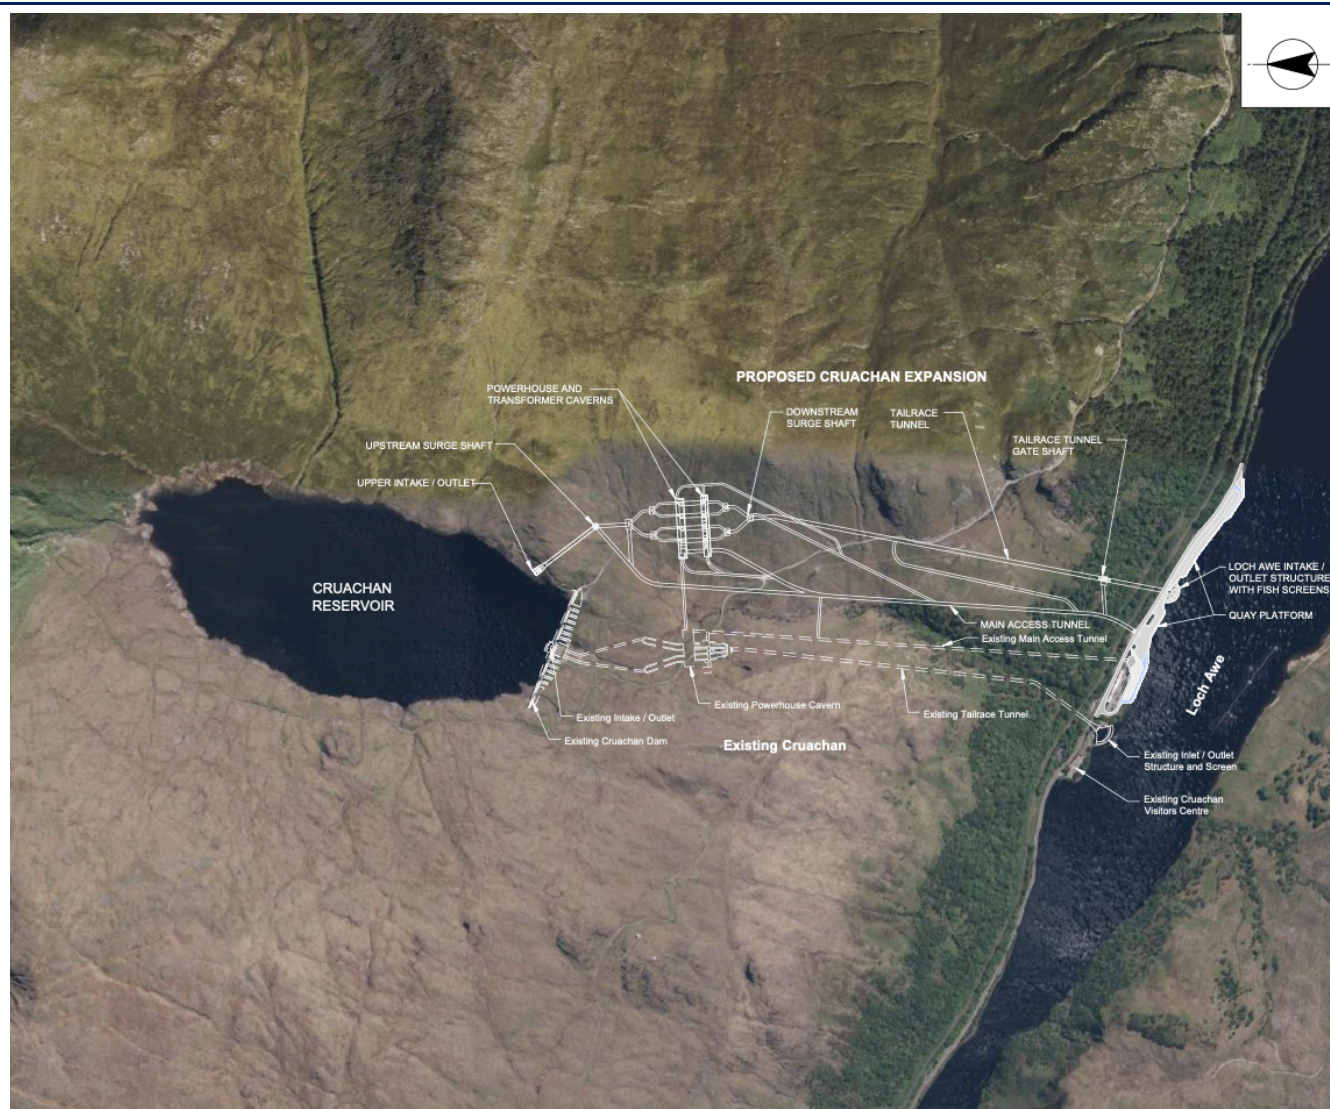 PROPOSED CRUACHAN EXPANSION
POWERHOUSE AND
TRANSFORMER CAVERNS
DOWNSTREAM
SURGE SHAFT
TAILRACE
TUNNEL
UPSTREAM SURGE SHAFT
TAILRACE TUNNEL
GATE SHAFT
UPPER INTAKE / OUTLET
CRUACHAN
RESERVOIR
LOCH AWE INTAKE /
OUTLET STRUCTURE
WITH FISH SCREENS
QUAY PLATFORM
MAIN ACCESS TUNNEL
Existing Main Access Tunnel
Loch Awe
Existing Powerhouse Cavern
Existing Tailrace Tunnel
Existing Intake / Outlet
Existing Cruachan Dam
Existing Cruachan
Existing Inlet / Outlet
Structure and Screen
Existing Cruachan
Visitors Centre